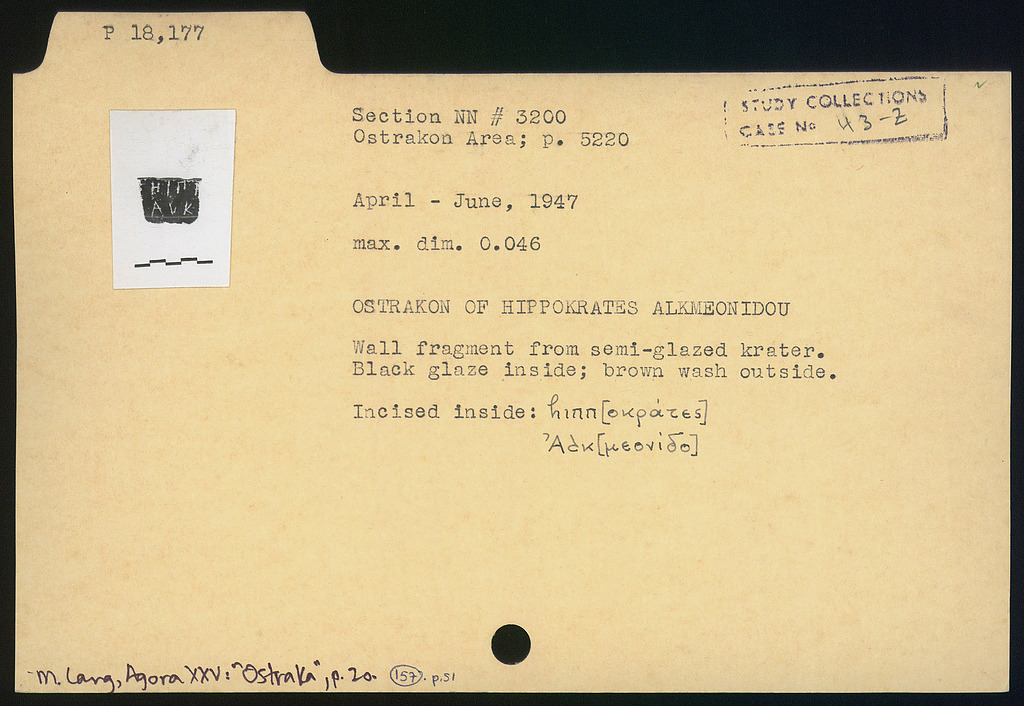 P 18,177
STUDY COLLECTIONS
CASE No 43-Z
Section NN # 3200
Ostrakon Area; p. 5220
ΗΙΠΠ
ΑΛΚ
April - June, 1947
max. dim. 0.046
OSTRAKON OF HIPPOKRATES ALKMEONIDOU
Wall fragment from semi-glazed krater.
Black glaze inside; brown wash outside.
Incised inside: hιππ[οκράτες]
Ἀλκ[μεονίδο]
M. Lang, Agora XXV: "Ostraka", p. 20. 157. p. 51